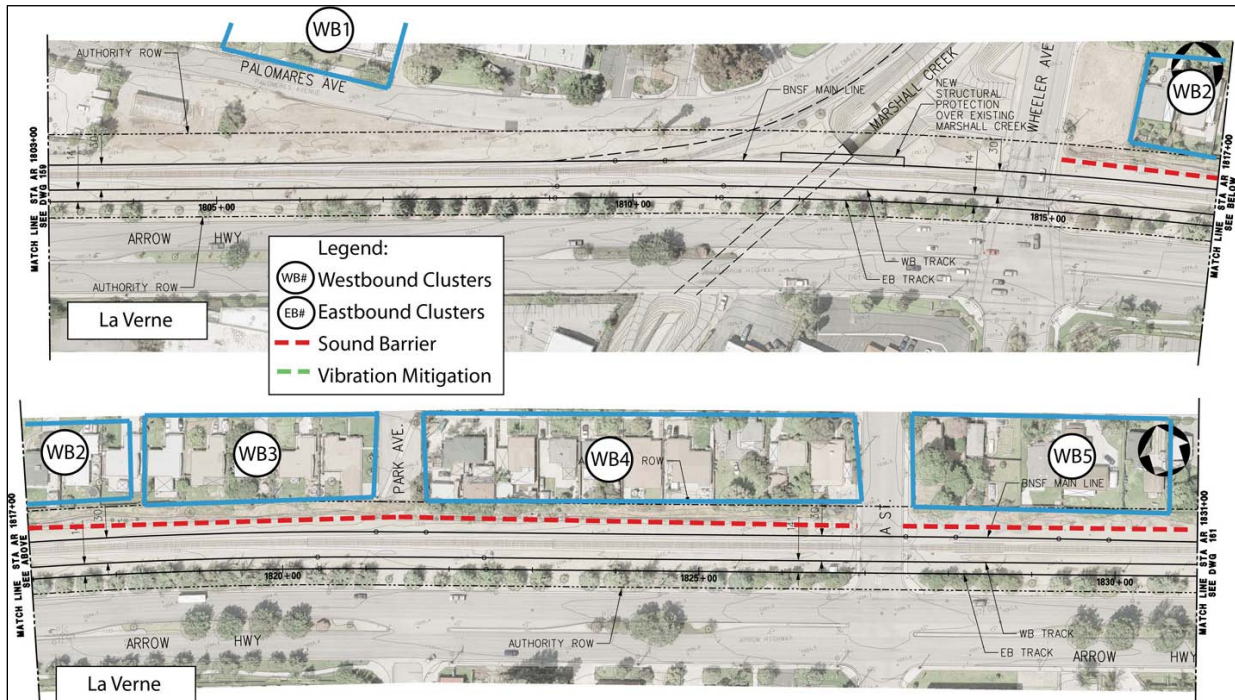 WB1
AUTHORITY ROW
PALOMARES AVE
BNSF MAIN LINE
MARSHALL CREEK
NEW
STRUCTURAL
PROTECTION
OVER EXISTING
MARSHALL CREEK
WHEELER AVE
WB2
MATCH LINE STA AR 1803+00
SEE DWG 159
30
14
30
MATCH LINE STA AR 1817+00
SEE BELOW
1805+00
1810+00
1815+00
ARROW HWY
WB TRACK
EB TRACK
AUTHORITY ROW
La Verne
Legend:
WB# Westbound Clusters
EB# Eastbound Clusters
Sound Barrier
Vibration Mitigation
WB2
WB3
PARK AVE.
WB4
ROW
A ST.
WB5
BNSF MAIN LINE
MATCH LINE STA AR 1817+00
SEE ABOVE
30
14
MATCH LINE STA AR 1831+00
SEE DWG 161
1820+00
1825+00
1830+00
ARROW HWY
AUTHORITY ROW
WB TRACK
EB TRACK
ARROW HWY
La Verne